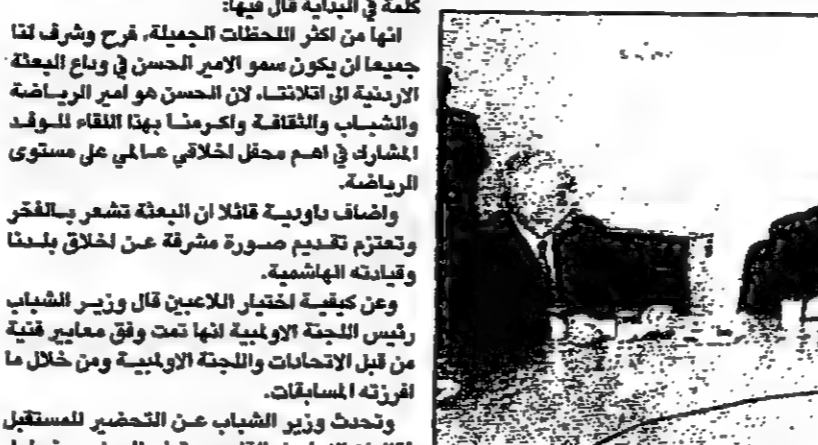 كلمة في البداية قال فيها:
انها من اكثر اللحظات الجميلة، فرح وشرف لنا
جميعا ان يكون سمو الامير الحسن في وداع البعثة
الاردنية الى اتلانتا، لان الحسن هو امير الرياضة
والشباب والثقافة واكرمنا بهذا اللقاء للوفد
المشارك في اهم محفل اخلاقي عالمي على مستوى
الرياضة.
واضاف داودية قائلا ان البعثة تشعر بالفخر
وتعتزم تقديم صورة مشرفة عن اخلاق بلدنا
وقيادته الهاشمية.
وعن كيفية اختيار اللاعبين قال وزير الشباب
رئيس اللجنة الاولمبية انها تمت وفق معايير فنية
من قبل الاتحادات واللجنة الاولمبية ومن خلال ما
افرزته المسابقات.
وتحدث وزير الشباب عن التحضير للمستقبل